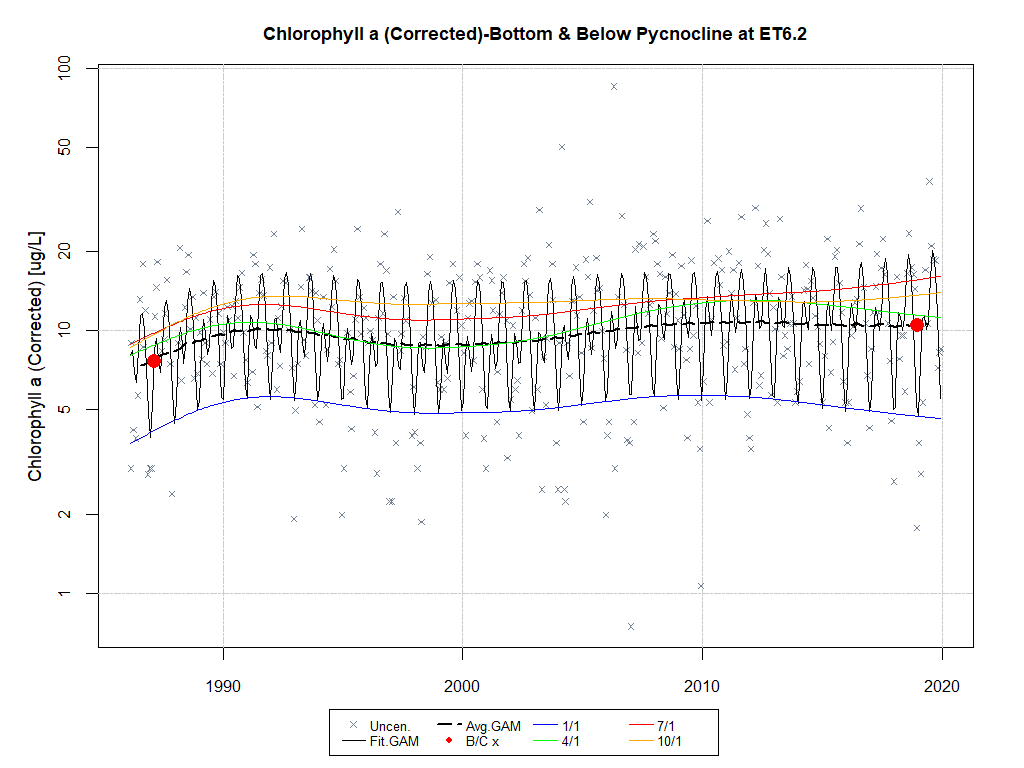 Chlorophyll a (Corrected)-Bottom & Below Pycnocline at ET6.2
Chlorophyll a (Corrected) [ug/L]
100
50
20
10
5
2
1
1990 2000 2010 2020
Uncen. Avg.GAM 1/1 7/1
Fit.GAM B/C x 4/1 10/1